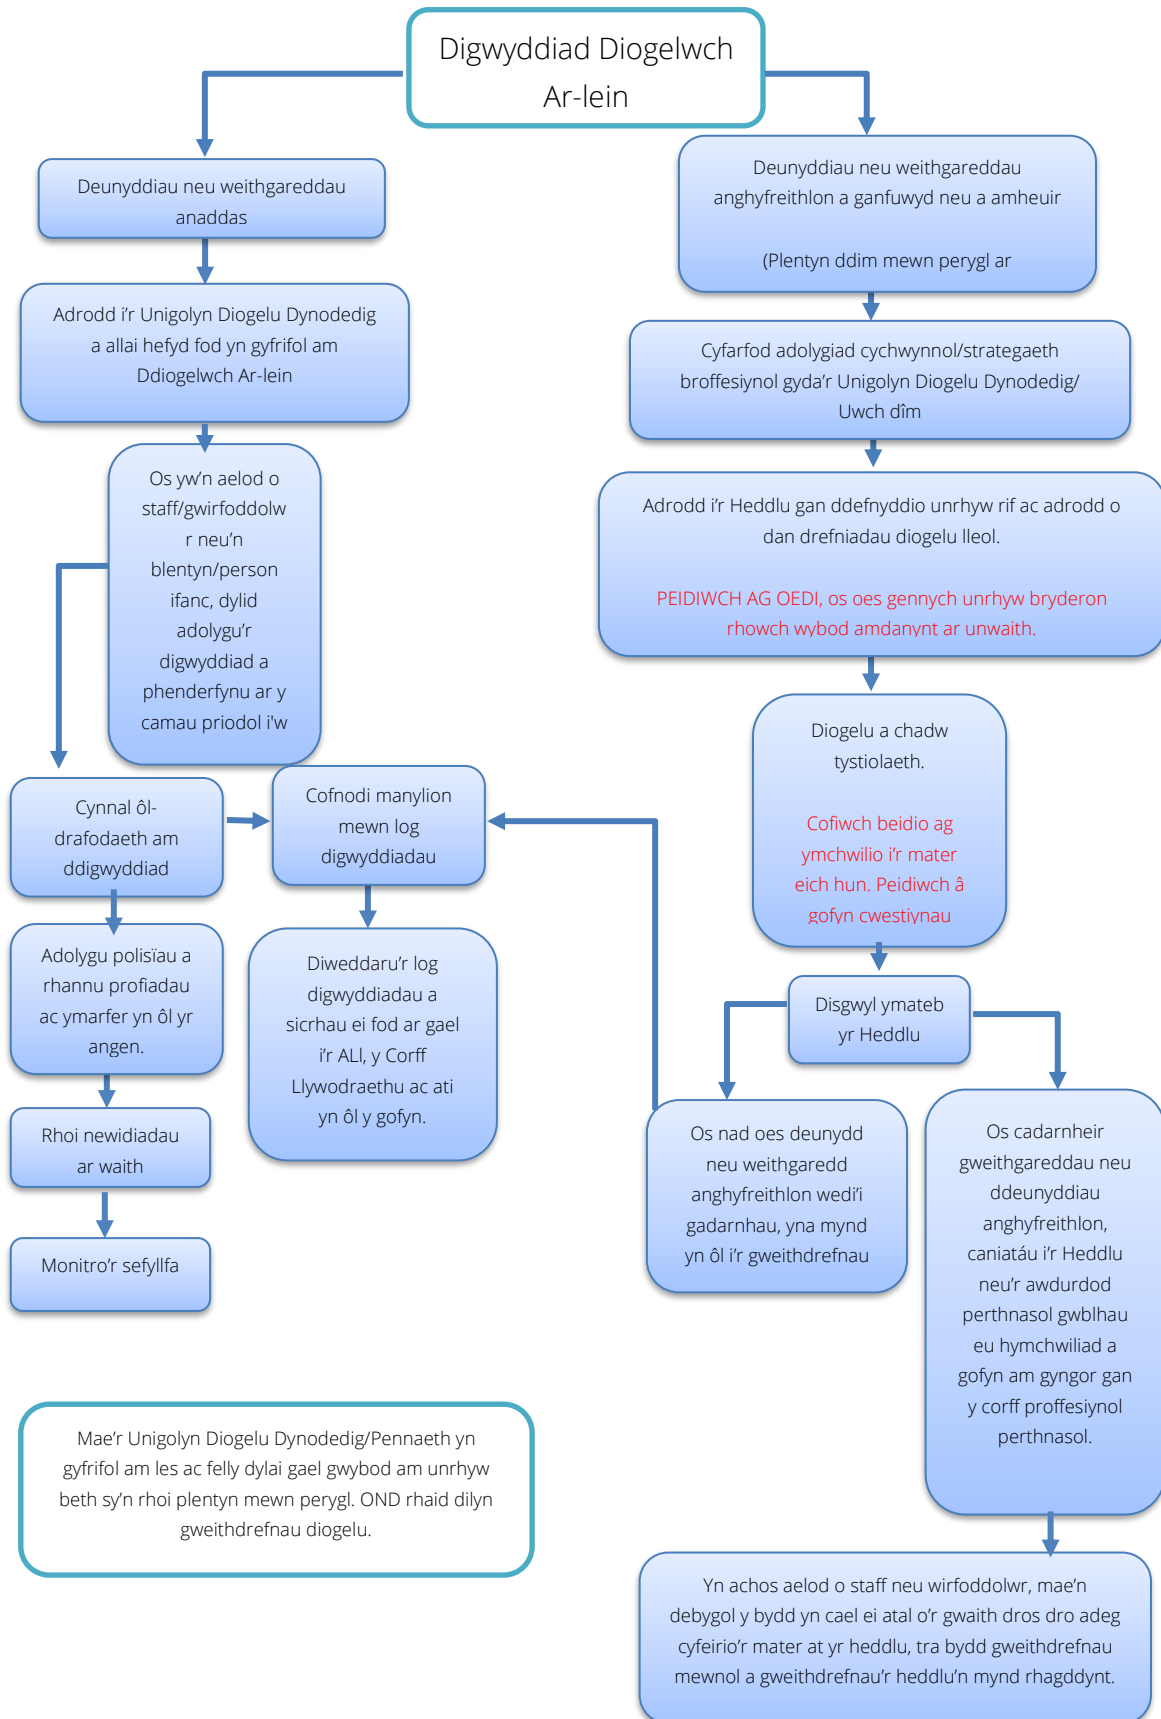 Digwyddiad Diogelwch
Ar-lein
Deunyddiau neu weithgareddau
anaddas
Adrodd i'r Unigolyn Diogelu Dynodedig
a allai hefyd fod yn gyfrifol am
Ddiogelwch Ar-lein
Os yw'n aelod o
staff/gwirfoddolw
r neu'n
blentyn/person
ifanc, dylid
adolygu'r
digwyddiad a
phenderfynu ar y
camau priodol i'w
Cynnal ôl-
drafodaeth am
ddigwyddiad
Adolygu polisïau a
rhannu profiadau
ac ymarfer yn ôl yr
angen.
Rhoi newidiadau
ar waith
Monitro'r sefyllfa
Cofnodi manylion
mewn log
digwyddiadau
Diweddaru'r log
digwyddiadau a
sicrhau ei fod ar gael
i'r ALl, y Corff
Llywodraethu ac ati
yn ôl y gofyn.
Deunyddiau neu weithgareddau
anghyfreithlon a ganfuwyd neu a amheuir
(Plentyn ddim mewn perygl ar
Cyfarfod adolygiad cychwynnol/strategaeth
broffesiynol gyda'r Unigolyn Diogelu Dynodedig/
Uwch dîm
Adrodd i'r Heddlu gan ddefnyddio unrhyw rif ac adrodd o
dan drefniadau diogelu lleol.
PEIDIWCH AG OEDI, os oes gennych unrhyw bryderon
rhowch wybod amdanynt ar unwaith.
Diogelu a chadw
tystiolaeth.
Cofiwch beidio ag
ymchwilio i'r mater
eich hun. Peidiwch â
gofyn cwestiynau
Disgwyl ymateb
yr Heddlu
Os nad oes deunydd
neu weithgaredd
anghyfreithlon wedi'i
gadarnhau, yna mynd
yn ôl i'r gweithdrefnau
Os cadarnheir
gweithgareddau neu
ddeunyddiau
anghyfreithlon,
caniatáu i'r Heddlu
neu'r awdurdod
perthnasol gwblhau
eu hymchwiliad a
gofyn am gyngor gan
y corff proffesiynol
perthnasol.
Yn achos aelod o staff neu wirfoddolwr, mae'n
debygol y bydd yn cael ei atal o'r gwaith dros dro adeg
cyfeirio'r mater at yr heddlu, tra bydd gweithdrefnau
mewnol a gweithdrefnau'r heddlu'n mynd rhagddynt.
Mae'r Unigolyn Diogelu Dynodedig/Pennaeth yn
gyfrifol am les ac felly dylai gael gwybod am unrhyw
beth sy'n rhoi plentyn mewn perygl. OND rhaid dilyn
gweithdrefnau diogelu.